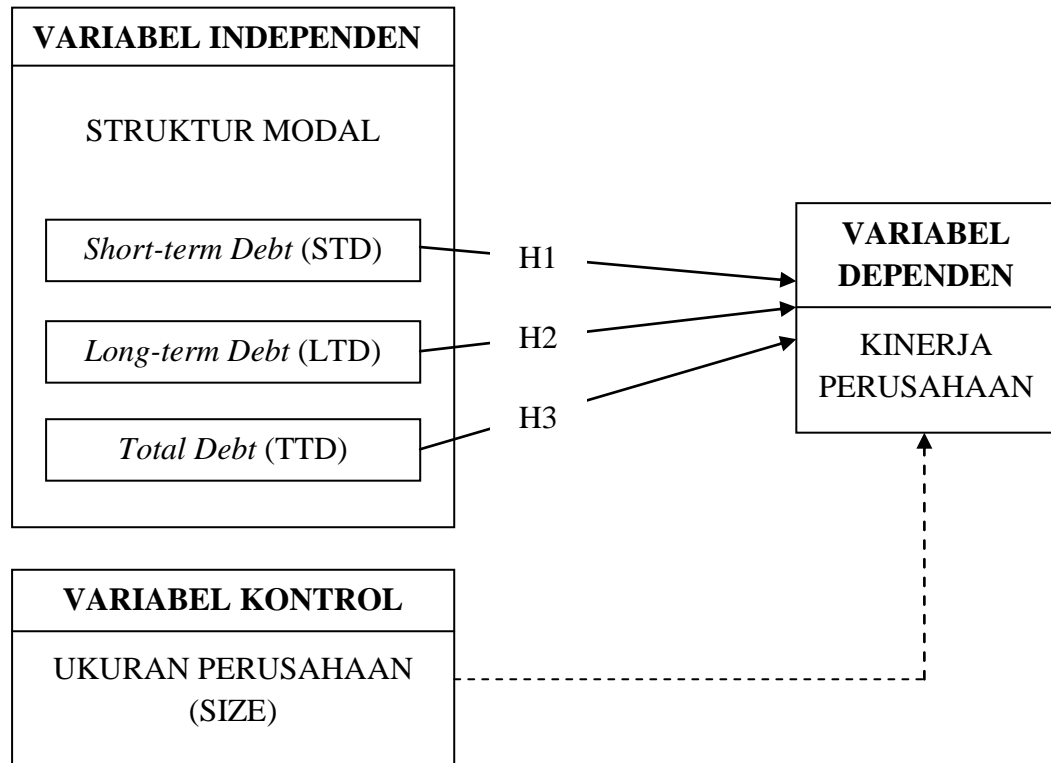 VARIABEL INDEPENDEN
STRUKTUR MODAL
Short-term Debt (STD)
Long-term Debt (LTD)
Total Debt (TTD)
H1
H2
H3
VARIABEL
DEPENDEN
KINERJA
PERUSAHAAN
VARIABEL KONTROL
UKURAN PERUSAHAAN
(SIZE)